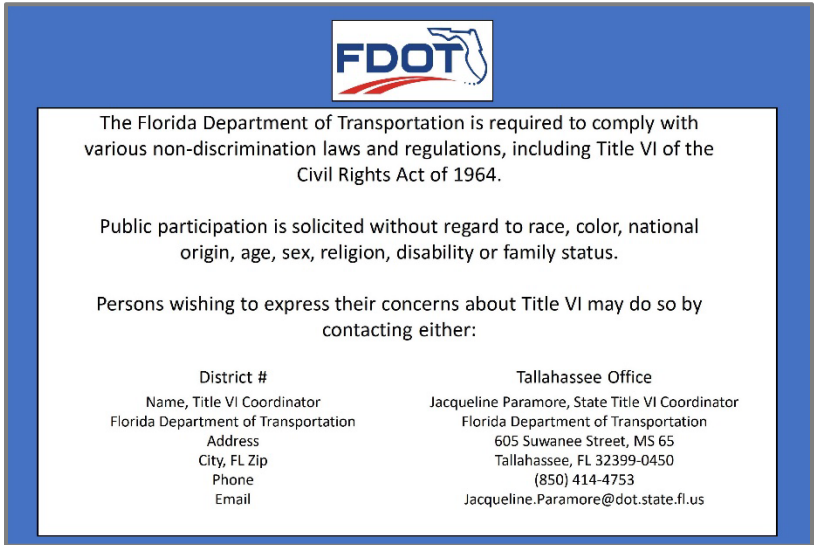 FDOT
The Florida Department of Transportation is required to comply with
various non-discrimination laws and regulations, including Title VI of the
Civil Rights Act of 1964.
Public participation is solicited without regard to race, color, national
origin, age, sex, religion, disability or family status.
Persons wishing to express their concerns about Title VI may do so by
contacting either:
District #
Name, Title VI Coordinator
Florida Department of Transportation
Address
City, FL Zip
Phone
Email
Tallahassee Office
Jacqueline Paramore, State Title VI Coordinator
Florida Department of Transportation
605 Suwanee Street, MS 65
Tallahassee, FL 32399-0450
(850) 414-4753
Jacqueline.Paramore@dot.state.fl.us